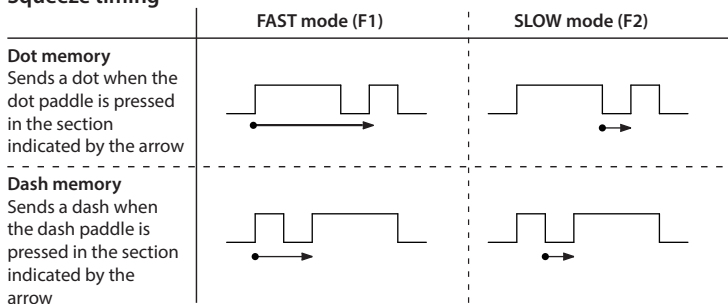 Squeeze timing
FAST mode (F1)
SLOW mode (F2)
Dot memory
Sends a dot when the
dot paddle is pressed
in the section
indicated by the arrow
Dash memory
Sends a dash when
the dash paddle is
pressed in the section
indicated by the
arrow